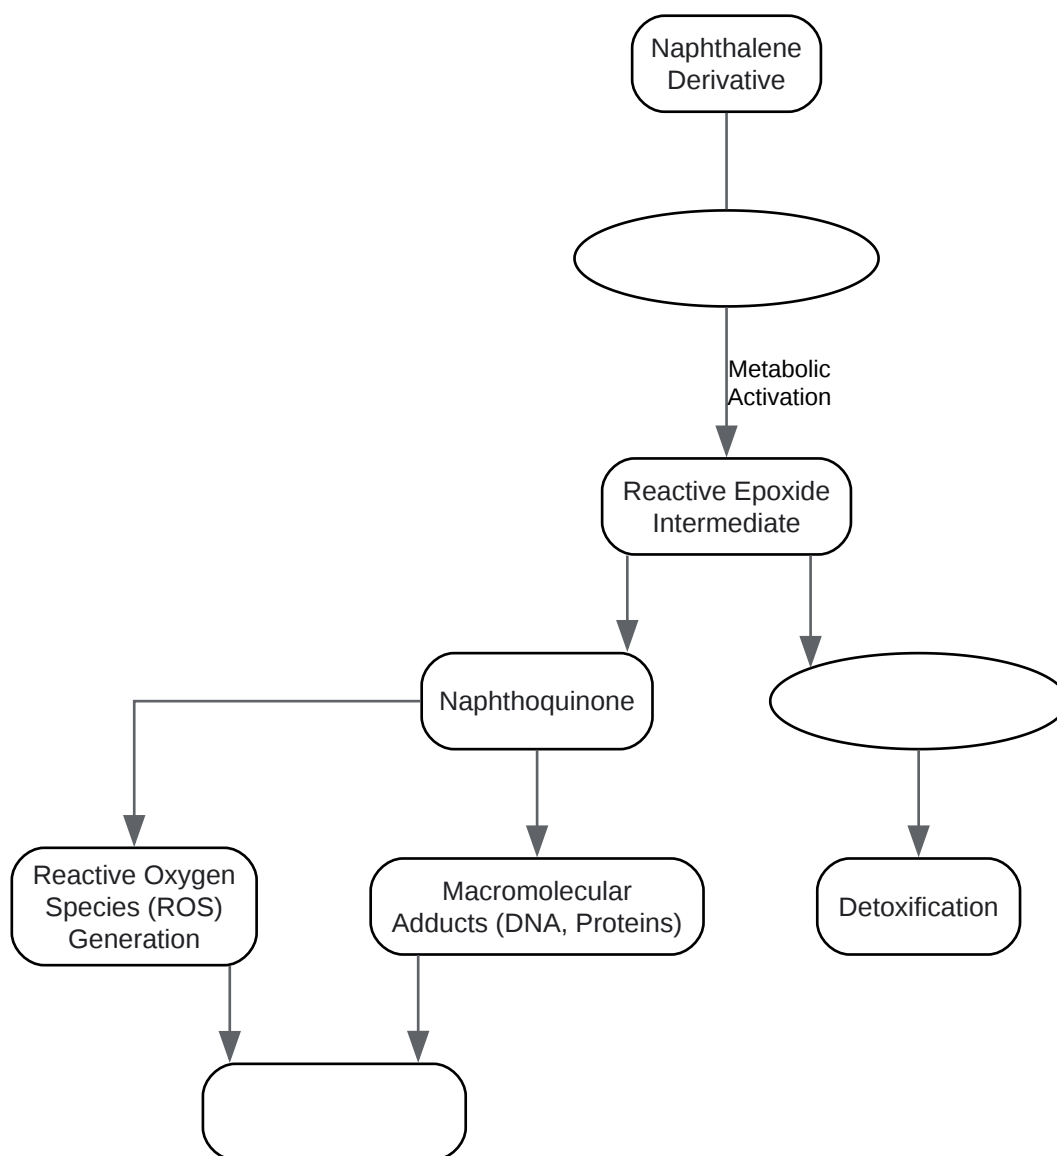 Naphthalene
Derivative
Metabolic
Activation
Reactive Epoxide
Intermediate
Naphthoquinone
Reactive Oxygen
Species (ROS)
Generation
Macromolecular
Adducts (DNA, Proteins)
Detoxification